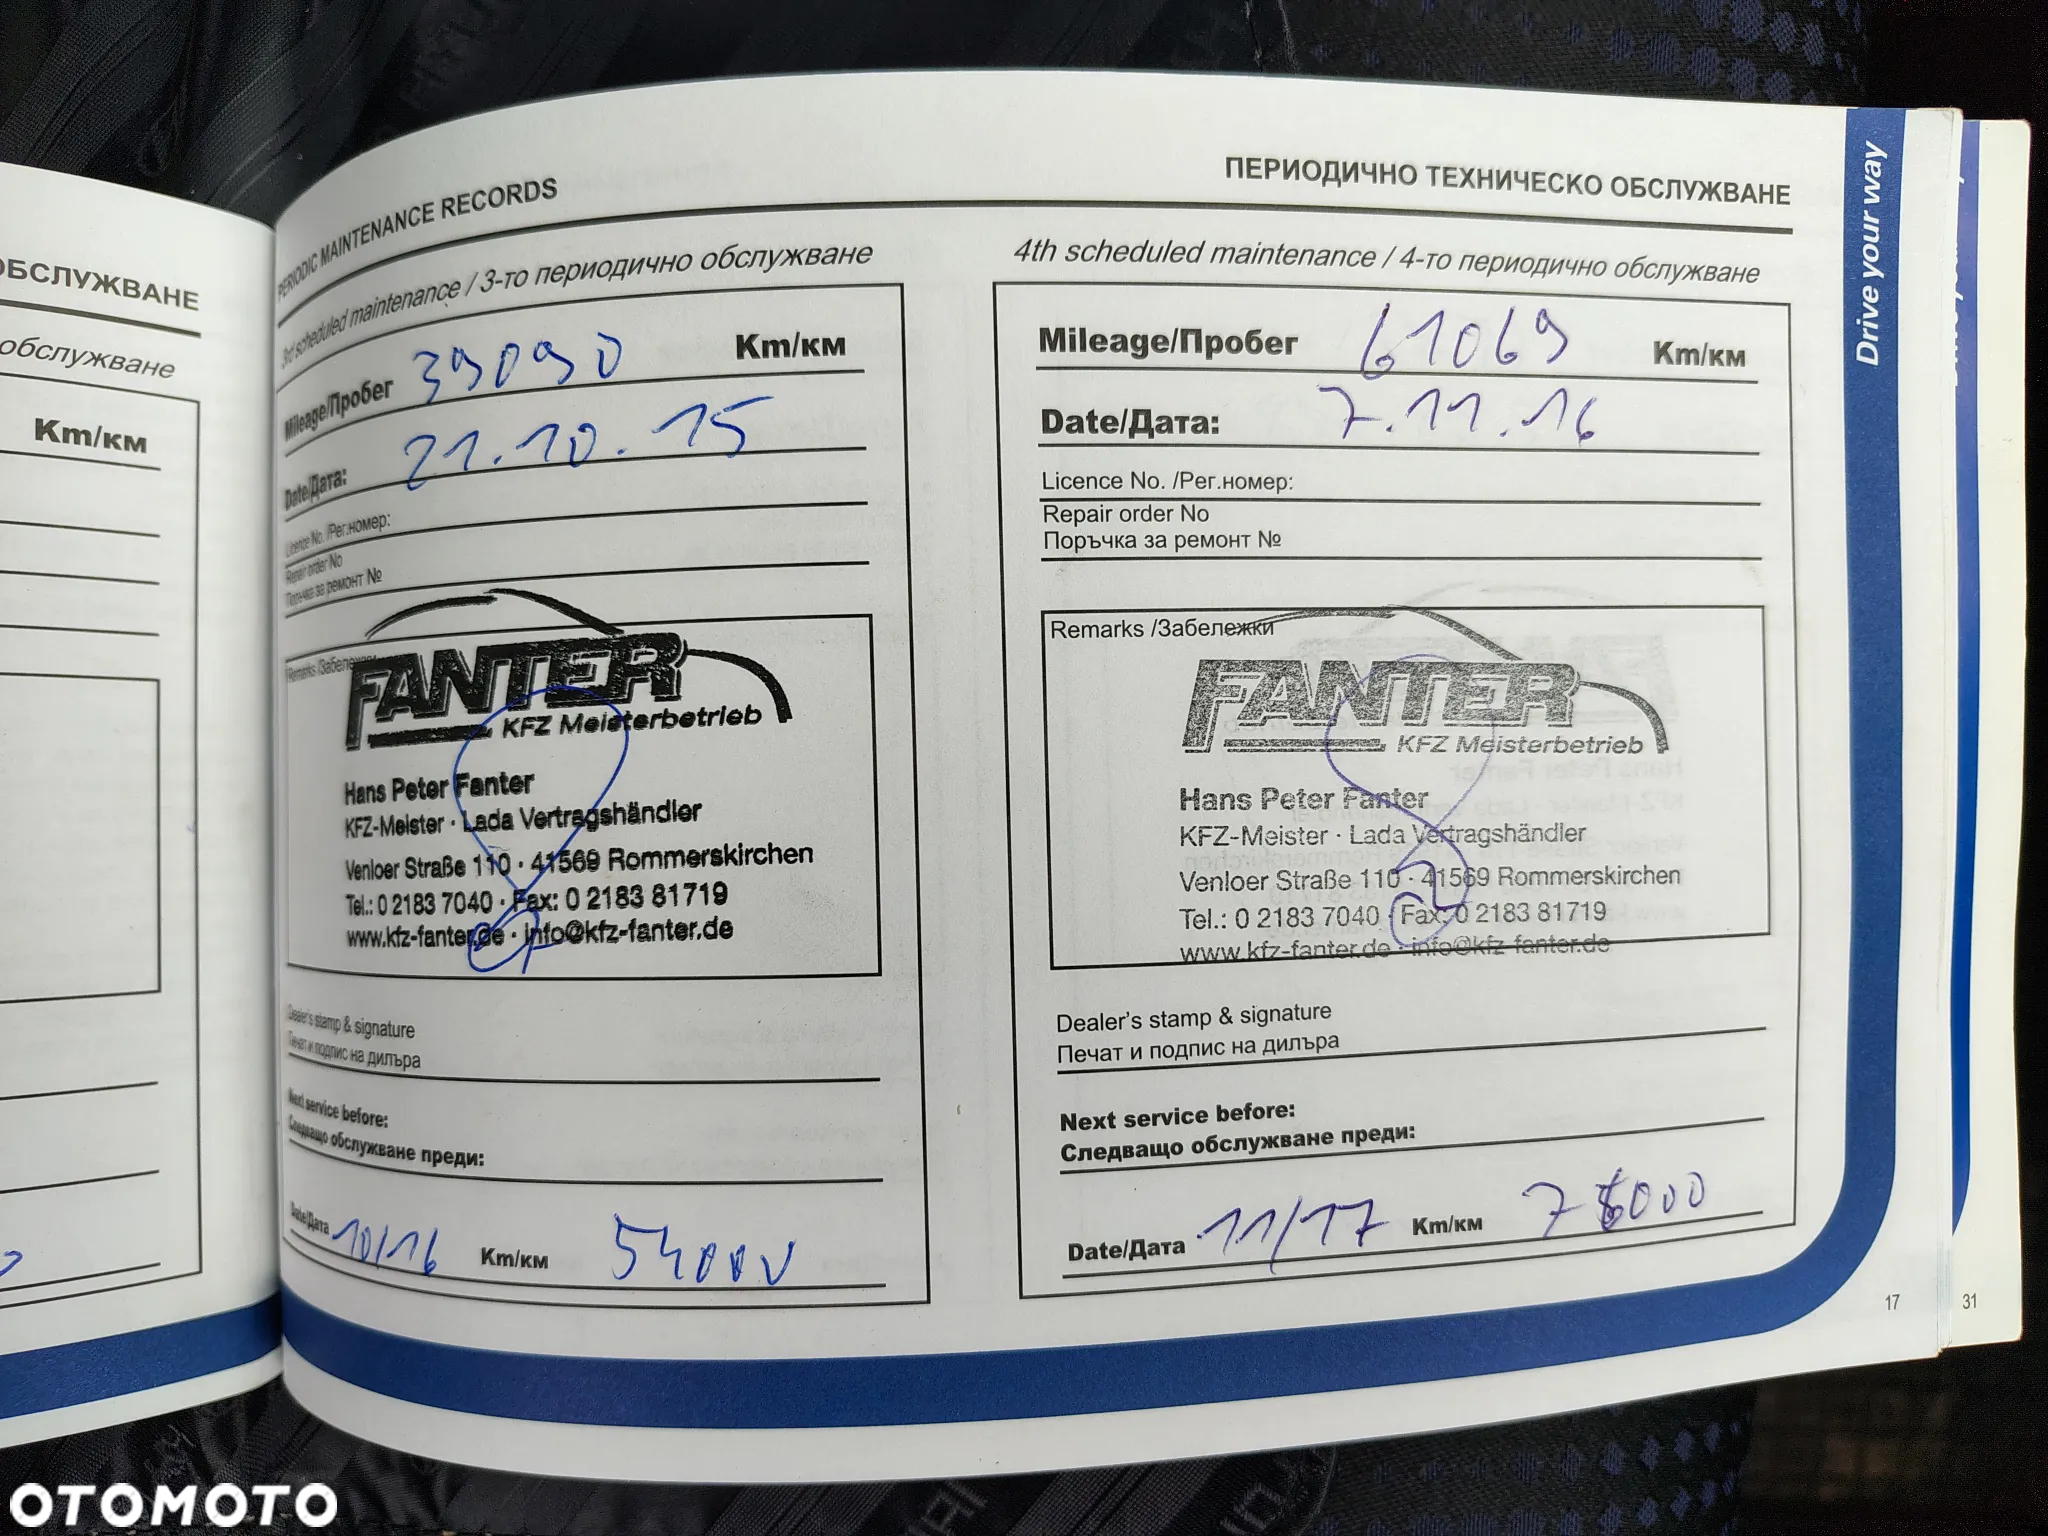 ОБСЛУЖВАНЕ
обслужване
Km/км
PERIODIC MAINTENANCE RECORDS
3rd scheduled maintenance / 3-то периодично обслужване
Mileage/Пробег 39090 Km/км
Date/Дата: 21.10.15
Licence No. /Рег.номер:
Repair order No
Поръчка за ремонт №
Remarks /Забележки
FANTER
KFZ Meisterbetrieb
Hans Peter Fanter
KFZ-Meister · Lada Vertragshändler
Venloer Straße 110 · 41569 Rommerskirchen
Tel.: 0 2183 7040 · Fax: 0 2183 81719
www.kfz-fanter.de · info@kfz-fanter.de
Dealer's stamp & signature
Печат и подпис на дилъра
Next service before:
Следващо обслужване преди:
Date/Дата 10/16 Km/км 54000
ПЕРИОДИЧНО ТЕХНИЧЕСКО ОБСЛУЖВАНЕ
4th scheduled maintenance / 4-то периодично обслужване
Mileage/Пробег 61069 Km/км
Date/Дата: 7.11.16
Licence No. /Рег.номер:
Repair order No
Поръчка за ремонт №
Remarks /Забележки
FANTER
KFZ Meisterbetrieb
Hans Peter Fanter
KFZ-Meister · Lada Vertragshändler
Venloer Straße 110 · 41569 Rommerskirchen
Tel.: 0 2183 7040 · Fax: 0 2183 81719
www.kfz-fanter.de · info@kfz-fanter.de
Dealer's stamp & signature
Печат и подпис на дилъра
Next service before:
Следващо обслужване преди:
Date/Дата 11/17 Km/км 76000
Drive your way
17
31
OTOMOTO